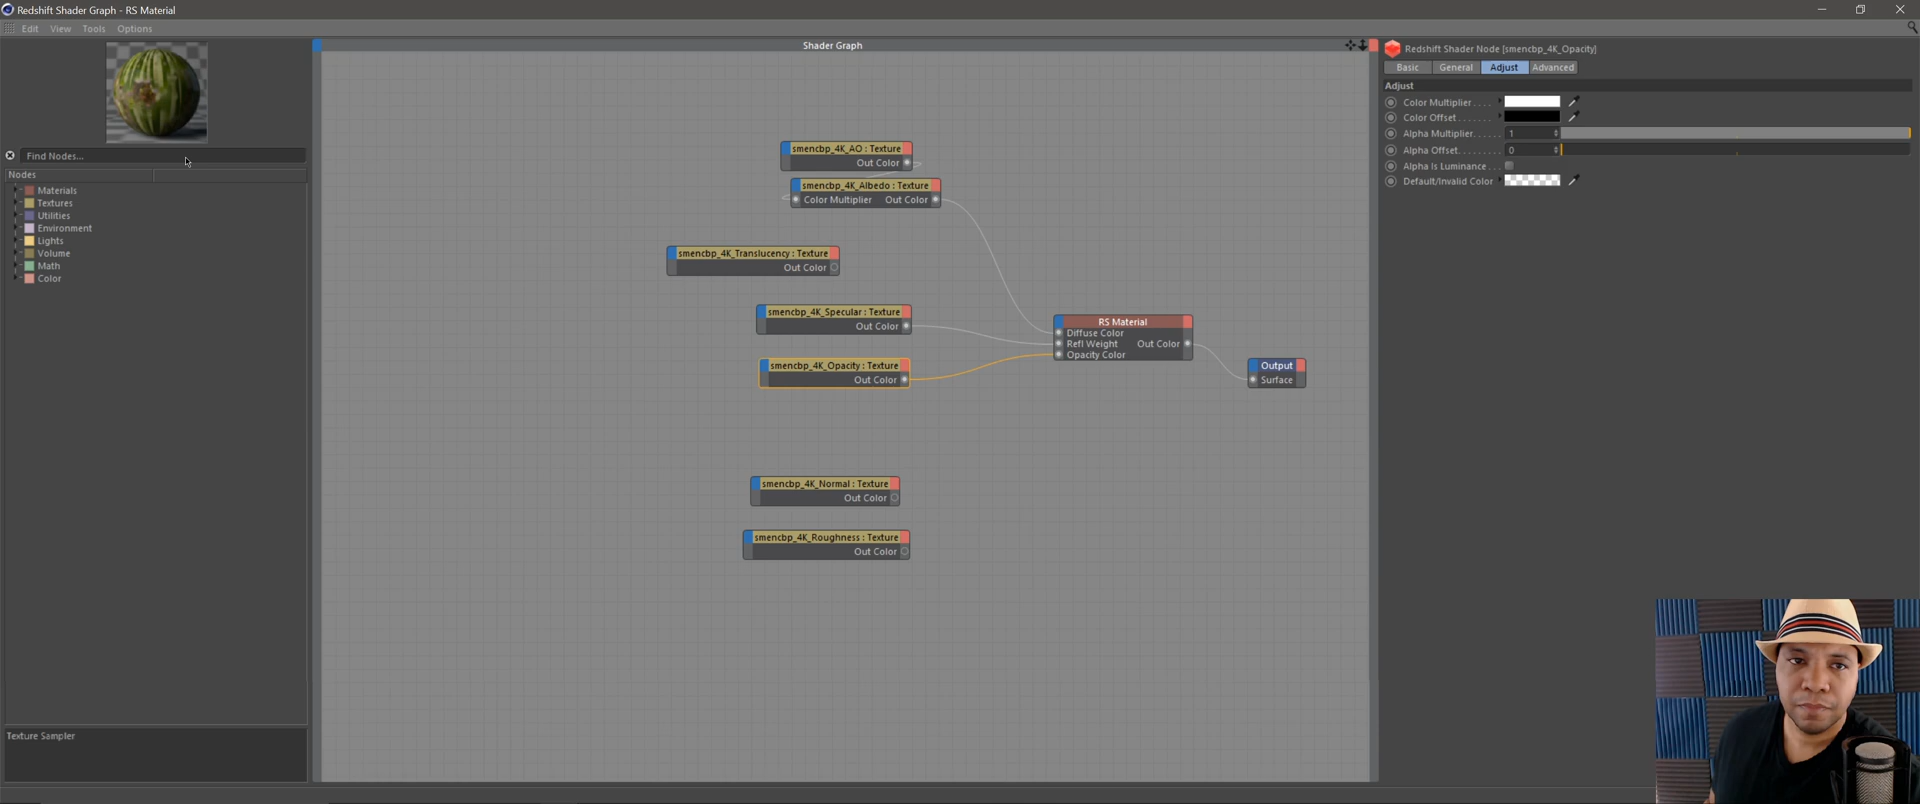 Redshift Shader Graph - RS Material
Edit View Tools Options
Find Nodes...
Nodes
Materials
Textures
Utilities
Environment
Lights
Volume
Math
Color
Texture Sampler
Shader Graph
smencbp_4K_AO : Texture
Out Color
smencbp_4K_Albedo : Texture
Color Multiplier Out Color
smencbp_4K_Translucency : Texture
Out Color
smencbp_4K_Specular : Texture
Out Color
smencbp_4K_Opacity : Texture
Out Color
smencbp_4K_Normal : Texture
Out Color
smencbp_4K_Roughness : Texture
Out Color
RS Material
Diffuse Color
Refl Weight Out Color
Opacity Color
Output
Surface
Redshift Shader Node [smencbp_4K_Opacity]
Basic General Adjust Advanced
Adjust
Color Multiplier....
Color Offset.......
Alpha Multiplier..... 1
Alpha Offset........ 0
Alpha Is Luminance..
Default/Invalid Color